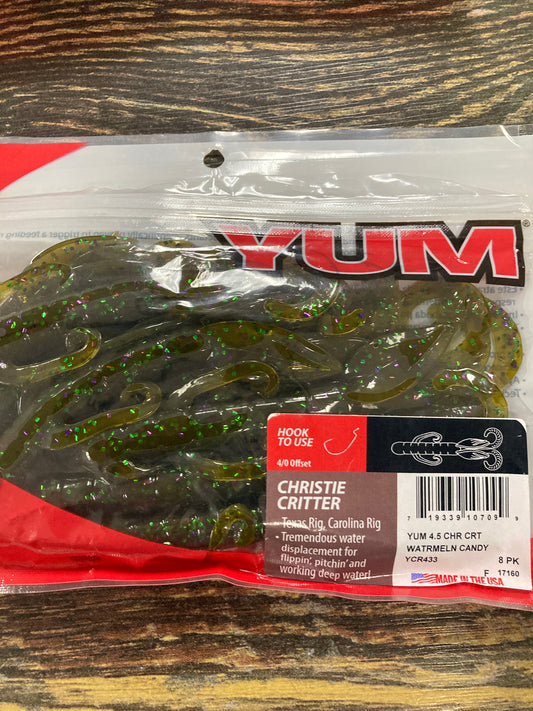 YUM®
HOOK
TO USE
4/0 Offset
CHRISTIE
CRITTER
• Texas Rig, Carolina Rig
• Tremendous water
displacement for
flippin', pitchin' and
working deep water!
7 19339 10709 9
YUM 4.5 CHR CRT
WATRMELN CANDY
YCR433 8 PK
F 17160
MADE IN THE USA